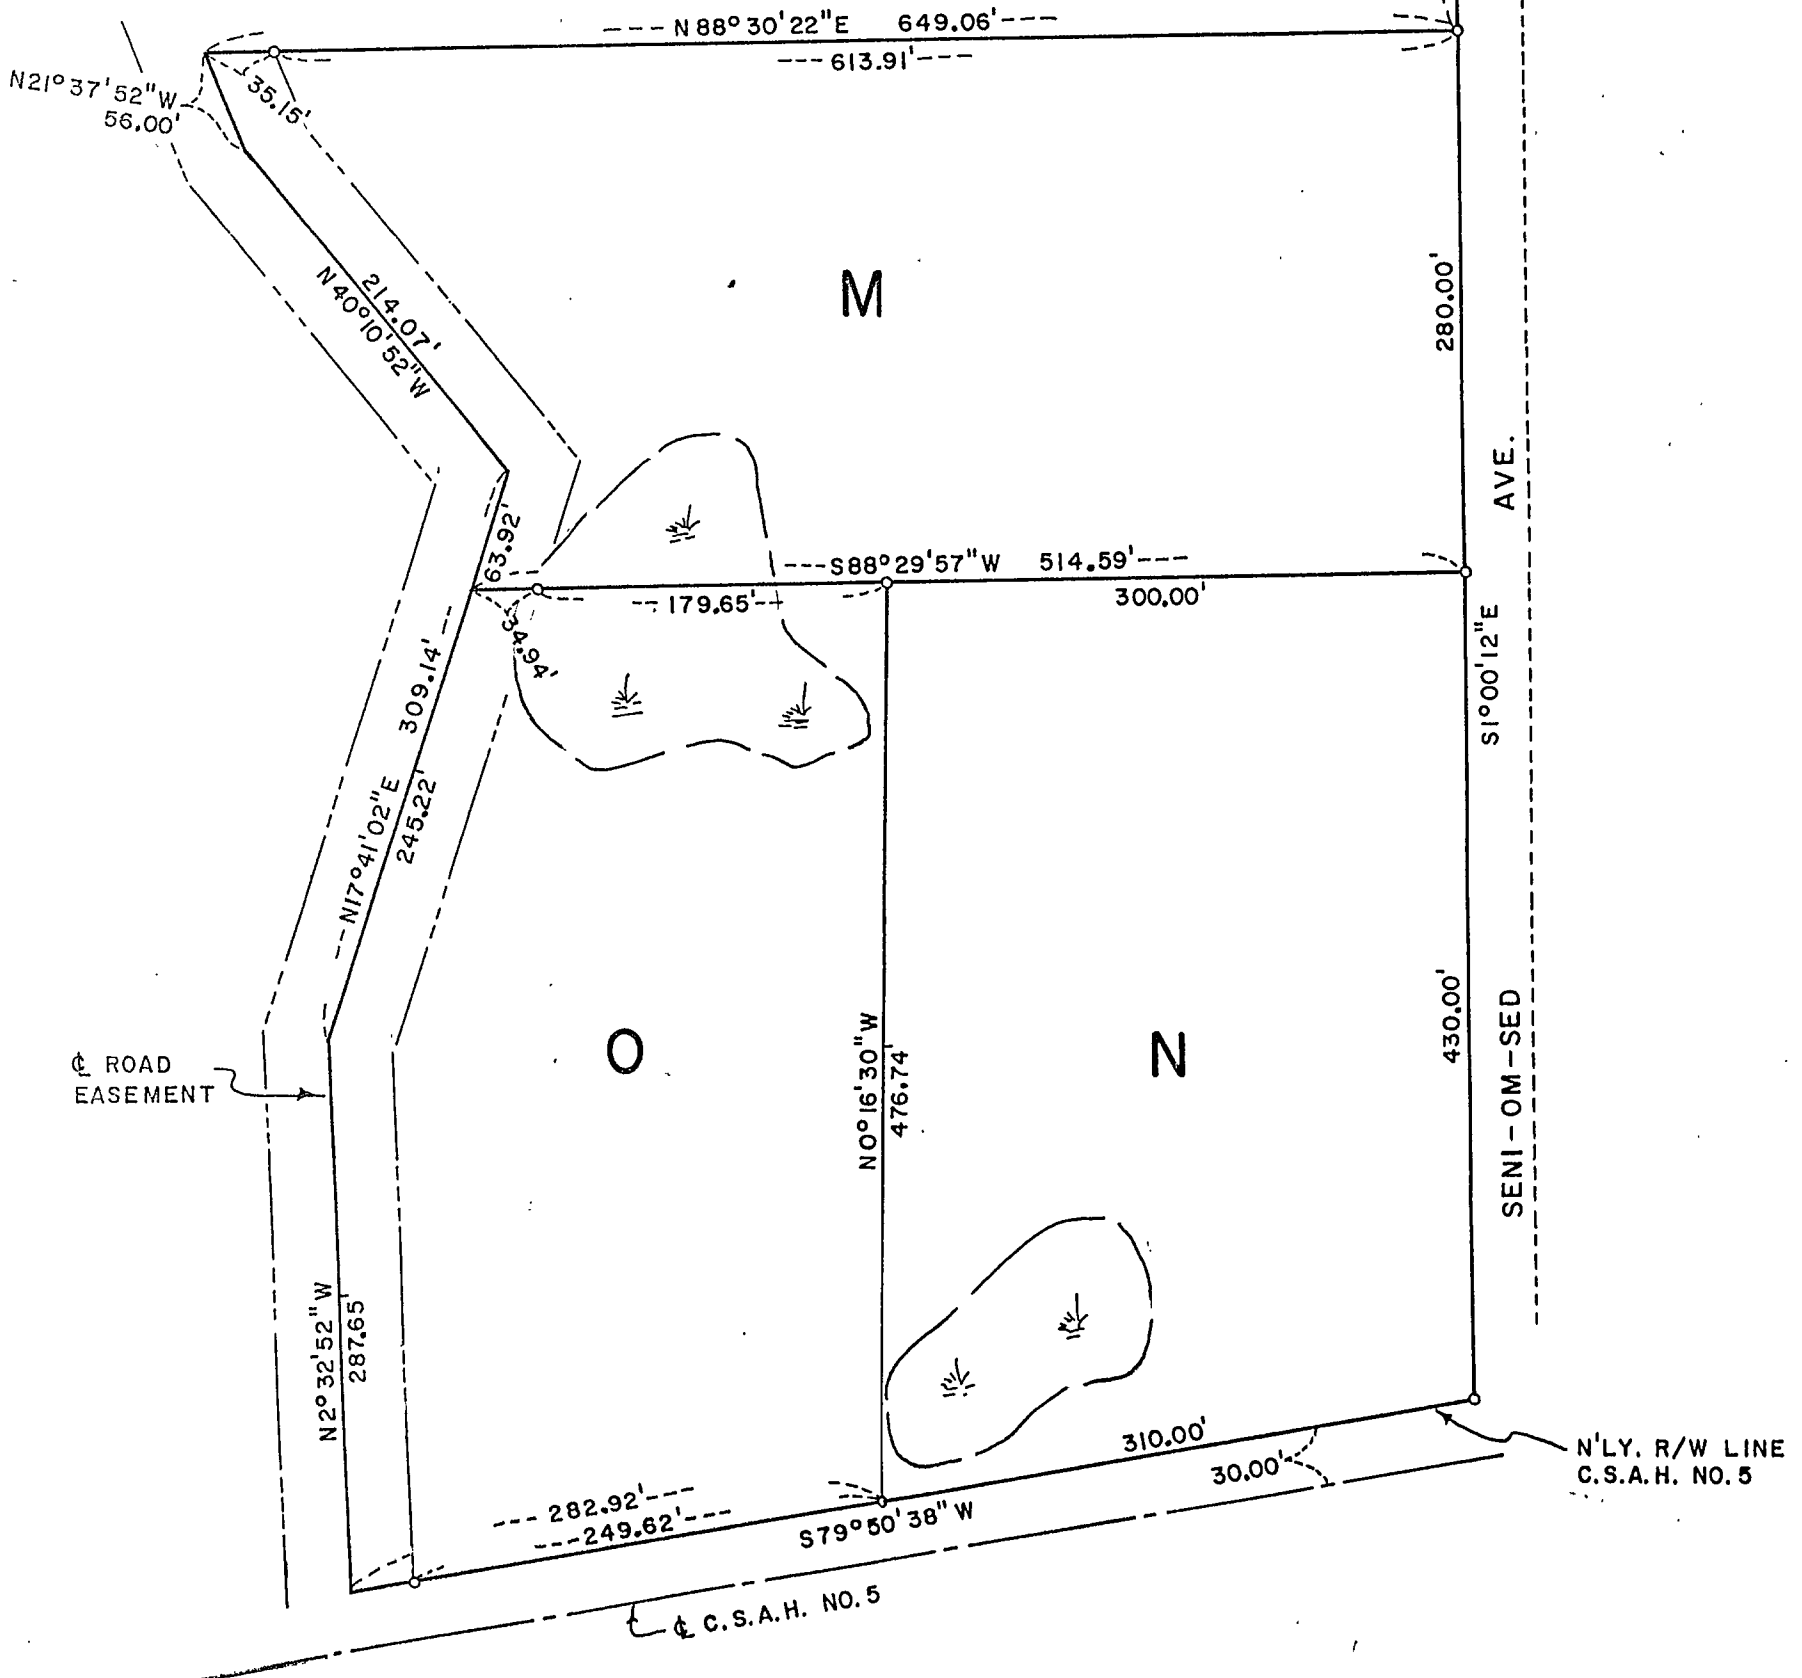 N 88° 30' 22" E 649.06'
613.91'
N21° 37' 52" W
56.00'
35.15'
214.07'
N 40° 10' 52" W
M
280.00'
AVE.
63.92'
S88° 29' 57" W 514.59'
179.65'
300.00'
34.94'
S1° 00' 12" E
309.14'
N17° 41' 02" E
245.22'
O
N
N0° 16' 30" W
476.74'
430.00'
SENI-OM-SED
℄ ROAD
EASEMENT
N2° 32' 52" W
287.65'
310.00'
30.00'
N'LY. R/W LINE
C.S.A.H. NO. 5
282.92'
249.62'
S79° 50' 38" W
℄ C.S.A.H. NO. 5